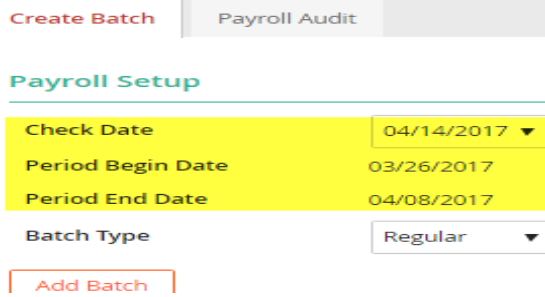 Create Batch Payroll Audit
Payroll Setup
Check Date 04/14/2017
Period Begin Date 03/26/2017
Period End Date 04/08/2017
Batch Type Regular
Add Batch